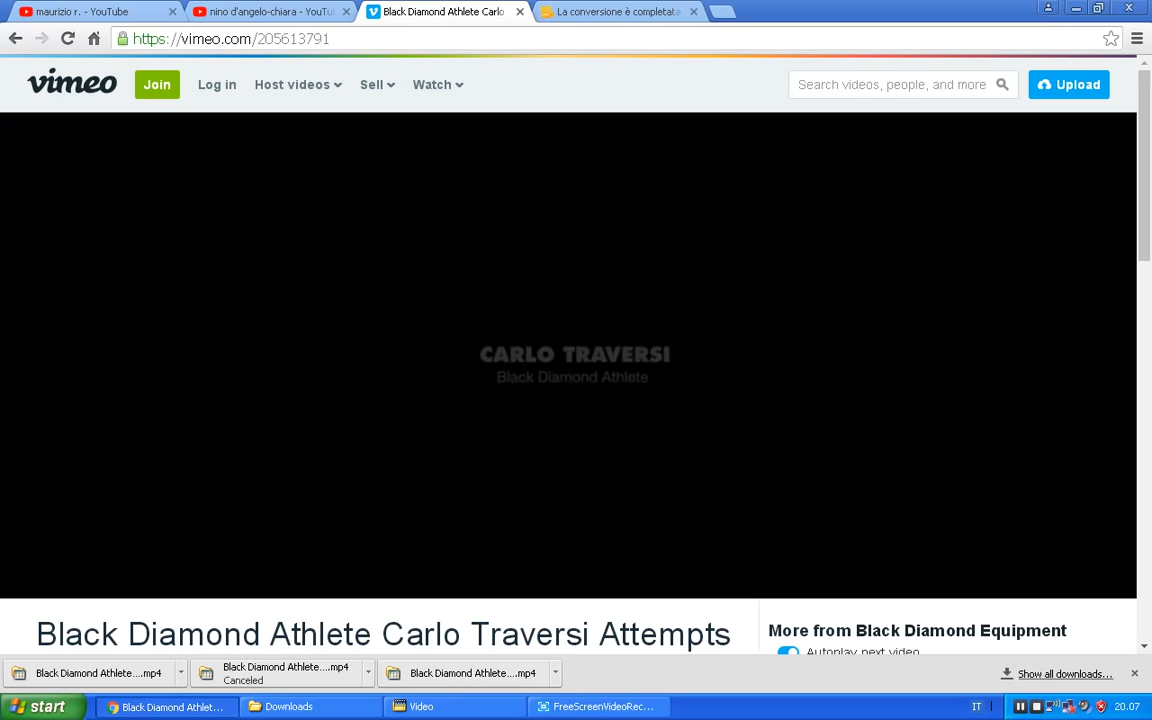 maurizio r. - YouTube
nino d'angelo-chiara - YouTu
Black Diamond Athlete Carlo
La conversione è completata
https://vimeo.com/205613791
vimeo
Join
Log in
Host videos
Sell
Watch
Search videos, people, and more
Upload
CARLO TRAVERSI
Black Diamond Athlete
Black Diamond Athlete Carlo Traversi Attempts
More from Black Diamond Equipment
Autoplay next video
Black Diamond Athlete....mp4
Black Diamond Athlete....mp4
Canceled
Black Diamond Athlete....mp4
Show all downloads...
start
Black Diamond Athlet...
Downloads
Video
FreeScreenVideoRec...
IT
20.07